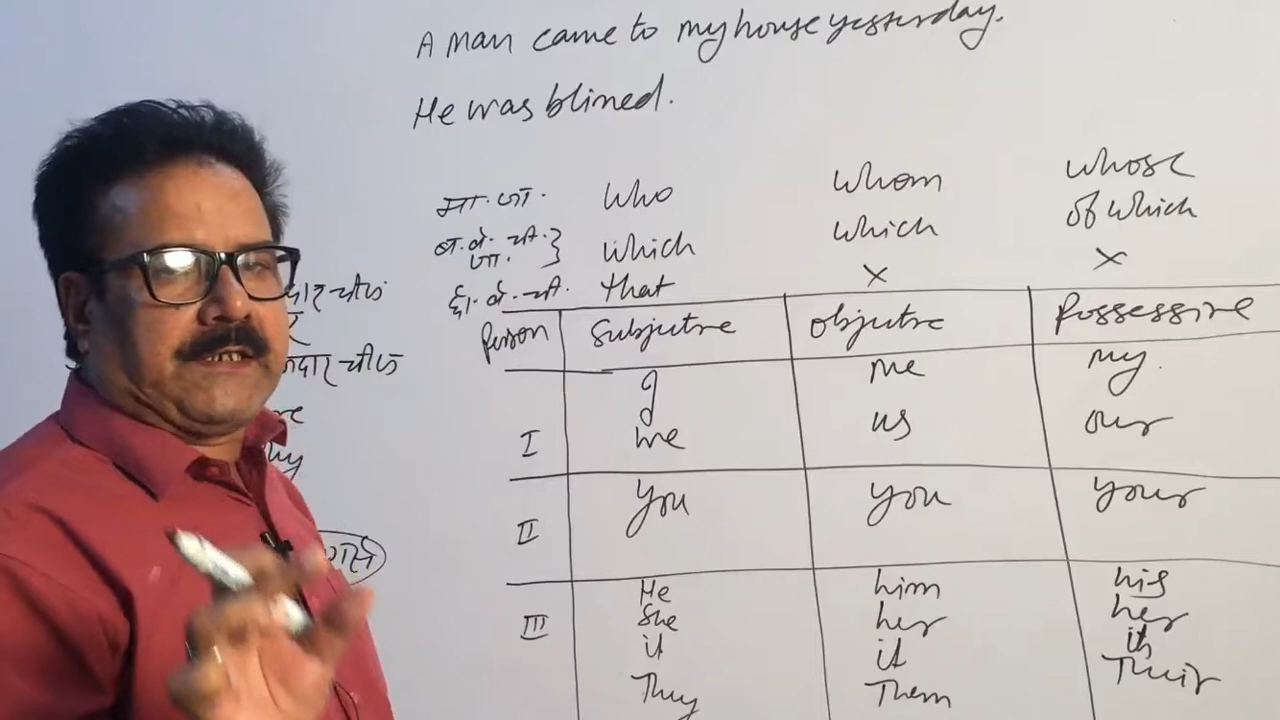 A man came to my house yesterday.
He was blined.
मा. जा. who whom whose
which which of which
जा.
that × ×
Person Subjective Objective Possessive
I me my
I we us our
II you you your
III He him his
She her her
it it its
They Them Their